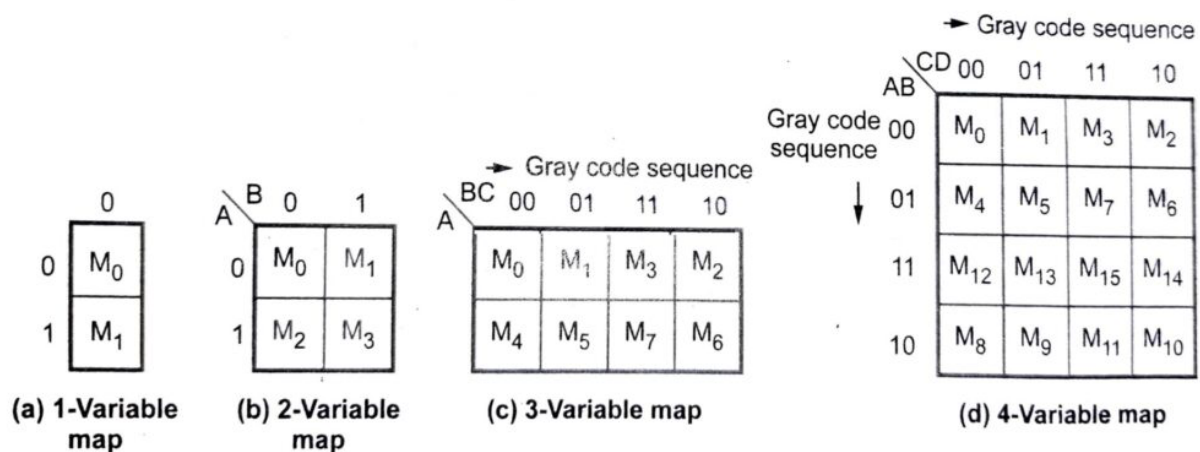 0
0 M0
1 M1
(a) 1-Variable
map
B 0 1
A
0 M0 M1
1 M2 M3
(b) 2-Variable
map
→ Gray code sequence
BC 00 01 11 10
A
M0 M1 M3 M2
M4 M5 M7 M6
(c) 3-Variable map
→ Gray code sequence
CD 00 01 11 10
AB
Gray code
sequence
↓
00 M0 M1 M3 M2
01 M4 M5 M7 M6
11 M12 M13 M15 M14
10 M8 M9 M11 M10
(d) 4-Variable map